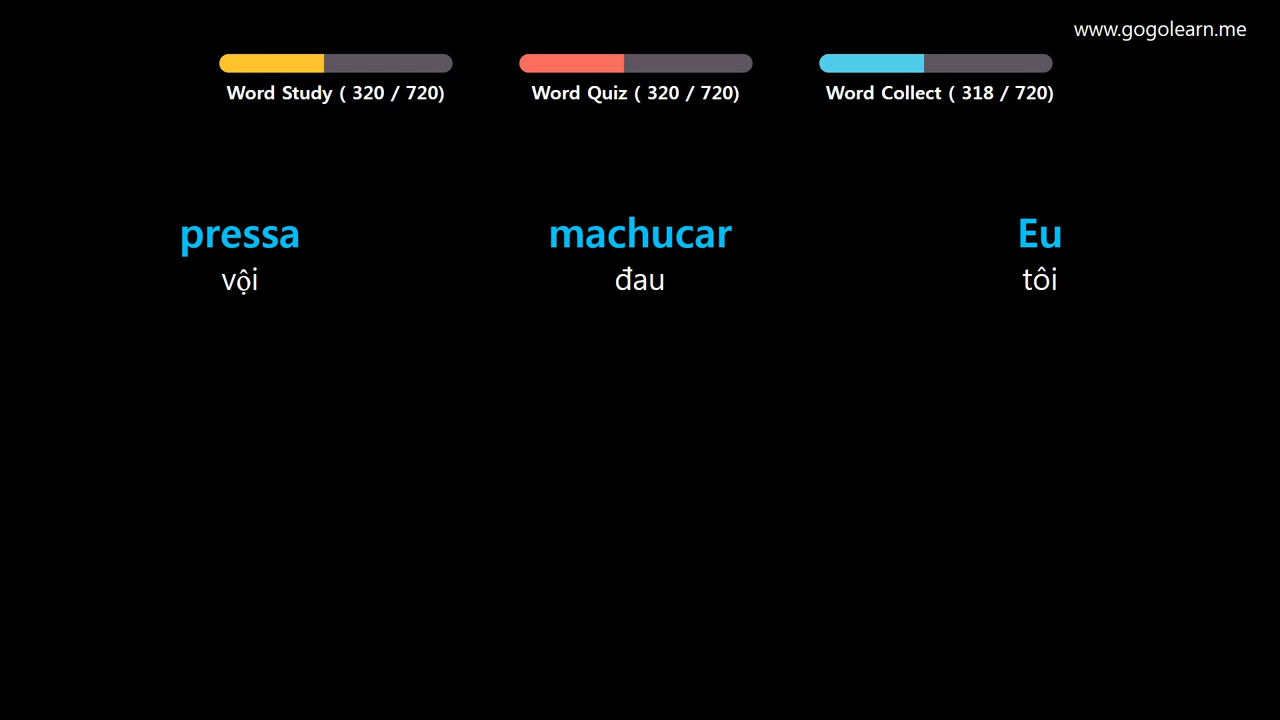 www.gogolearn.me
Word Study ( 320 / 720)
Word Quiz ( 320 / 720)
Word Collect ( 318 / 720)
pressa
vội
machucar
đau
Eu
tôi